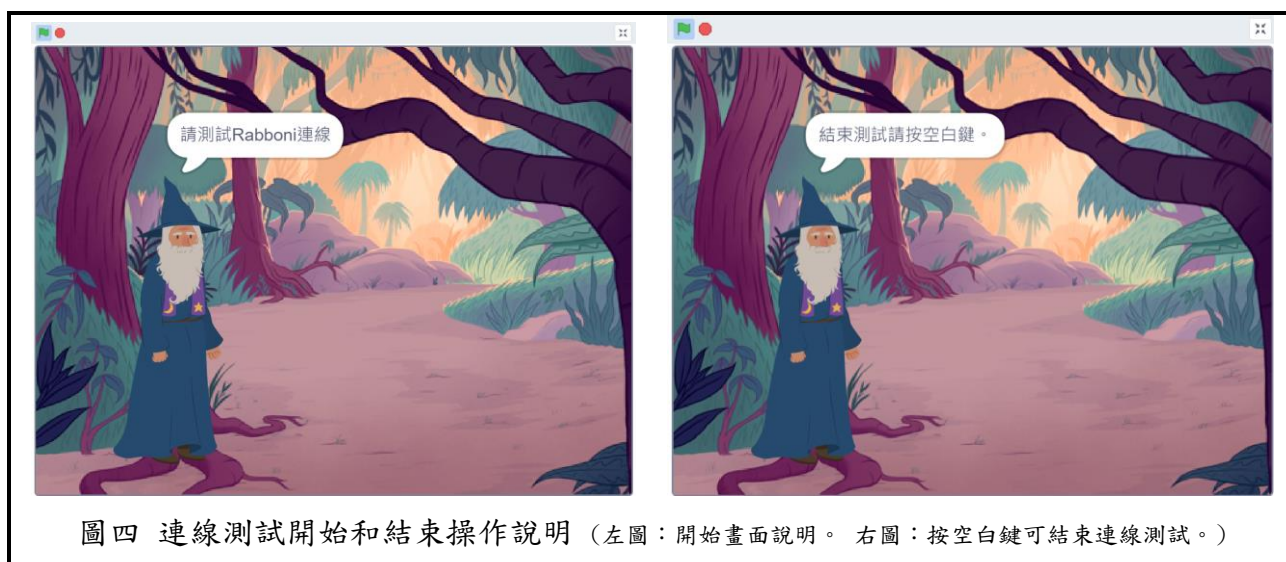 請測試Rabboni連線
結束測試請按空白鍵。
圖四 連線測試開始和結束操作說明（左圖：開始畫面說明。 右圖：按空白鍵可結束連線測試。）